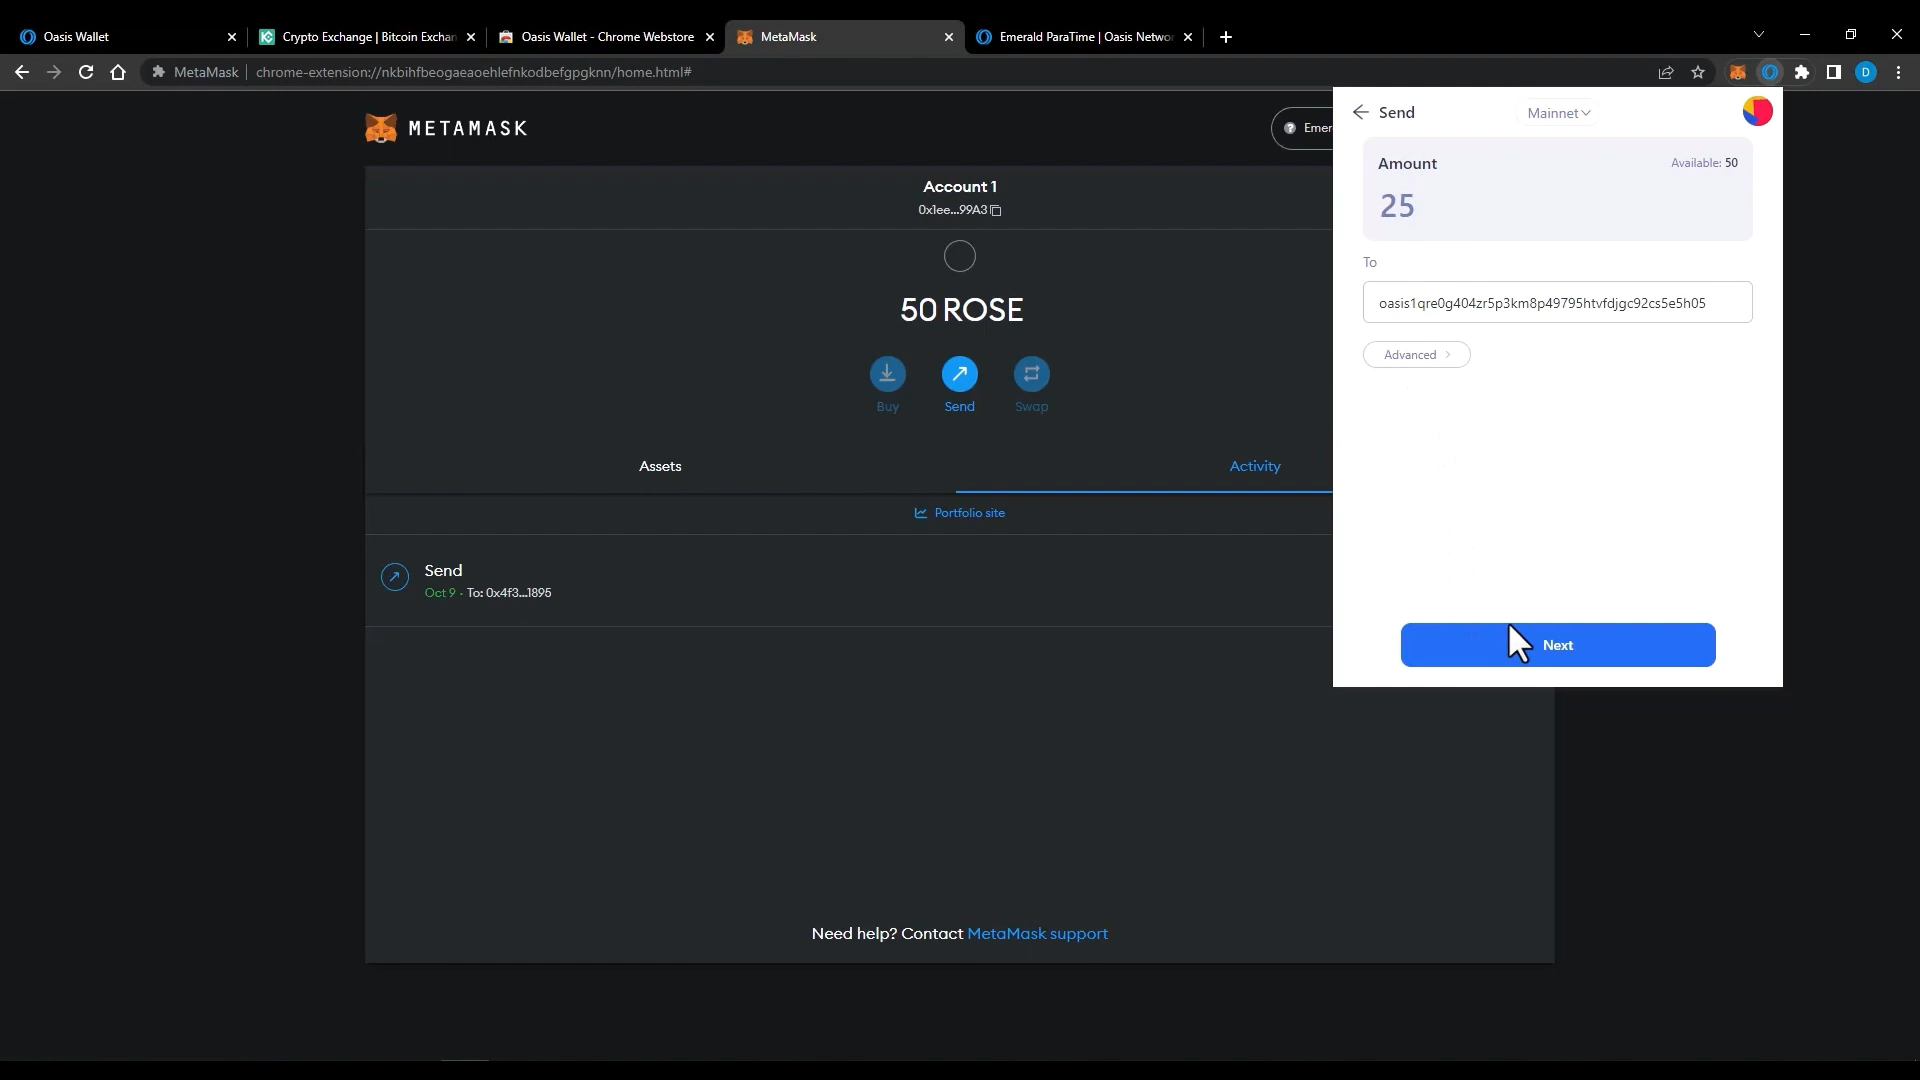 Oasis Wallet
Crypto Exchange | Bitcoin Exchan
Oasis Wallet - Chrome Webstore
MetaMask
Emerald ParaTime | Oasis Netwo
MetaMask
chrome-extension://nkbihfbeogaeaoehlefnkodbefgpgknn/home.html#
D
METAMASK
Emer
Account 1
0x1ee...99A3
50 ROSE
Buy
Send
Swap
Assets
Activity
Portfolio site
Send
Oct 9 · To: 0x4f3...1895
Need help? Contact MetaMask support
Send
Mainnet
Amount
Available: 50
25
To
oasis1qre0g404zr5p3km8p49795htvfdjgc92cs5e5h05
Advanced
Next